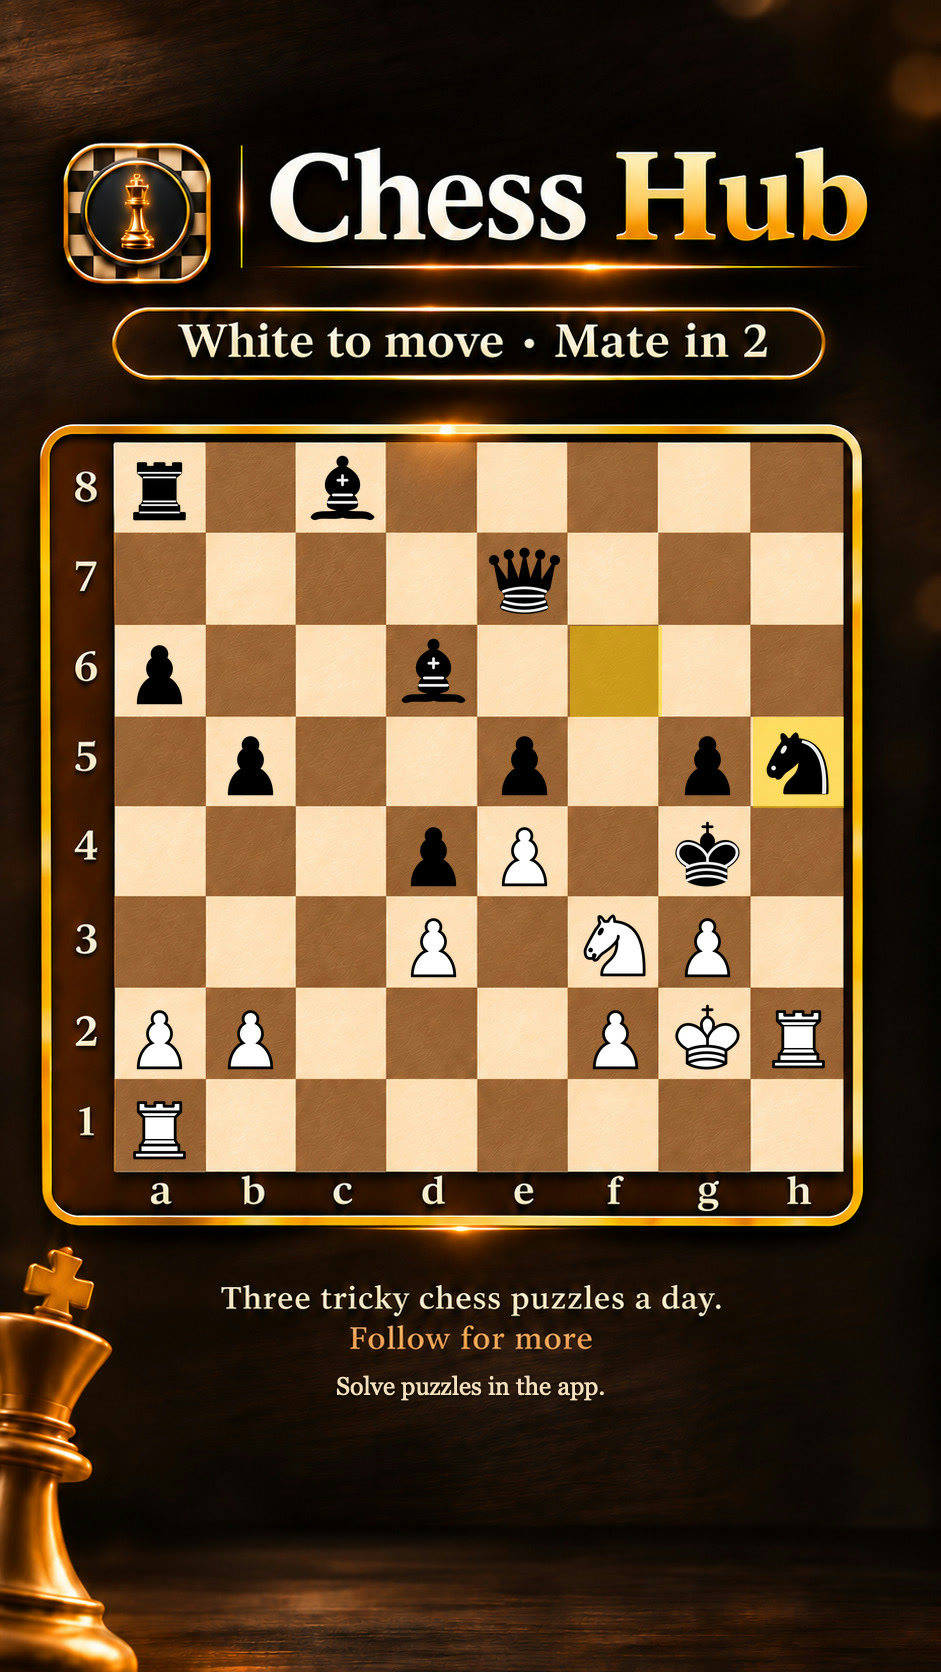 Chess Hub
White to move • Mate in 2
8
7
6
5
4
3
2
1
a b c d e f g h
Three tricky chess puzzles a day.
Follow for more
Solve puzzles in the app.